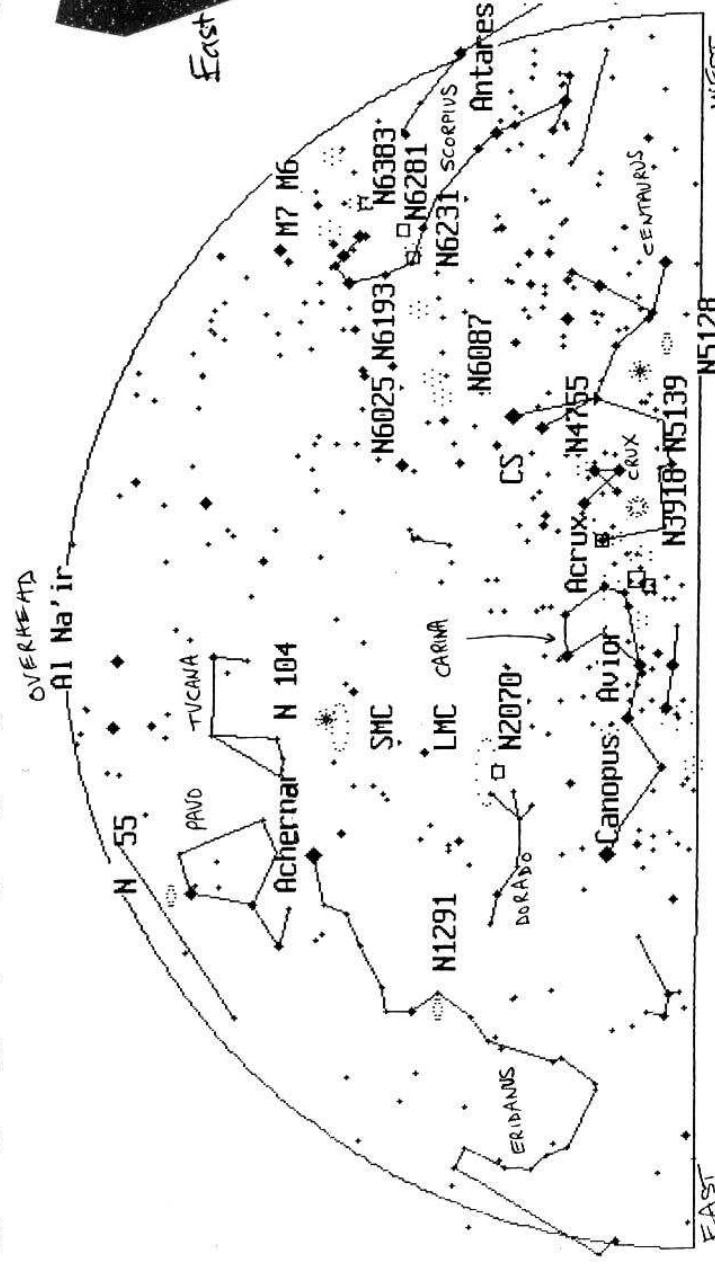 East
OVERHEAD
Al Na'ir
N 55
PAVO
TUCANA
Achernar
N 104
M7 M6
SMC
N6025 N6193
N6383
N6281
N1291
LMC
CARINA
N6231
SCORPIUS
Antares
N6087
DORADO
N2070
CS
ERIDANUS
Canopus
Avior
Acrux
N4755
CRUX
CENTAURUS
N3918
N5139
N5128
EAST
WEST